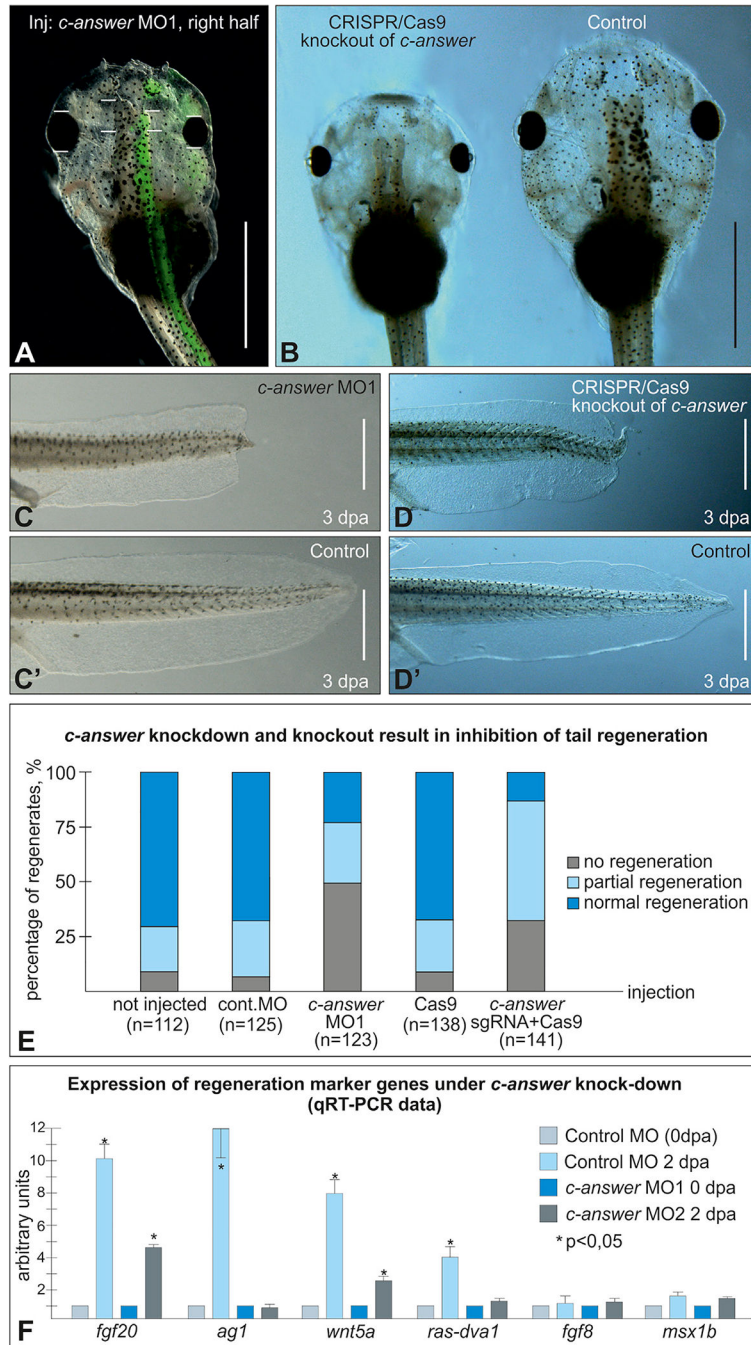 Inj: c-answer MO1, right half
A
CRISPR/Cas9
knockout of c-answer
Control
B
c-answer MO1
C
3 dpa
CRISPR/Cas9
knockout of c-answer
D
3 dpa
Control
C’
3 dpa
Control
D’
3 dpa
c-answer knockdown and knockout result in inhibition of tail regeneration
percentage of regenerates, %
100
75
50
25
no regeneration
partial regeneration
normal regeneration
not injected
(n=112)
cont.MO
(n=125)
c-answer
MO1
(n=123)
Cas9
(n=138)
c-answer
sgRNA+Cas9
(n=141)
injection
E
Expression of regeneration marker genes under c-answer knock-down
(qRT-PCR data)
arbitrary units
12
10
8
6
4
2
* * * * *
Control MO (0dpa)
Control MO 2 dpa
c-answer MO1 0 dpa
c-answer MO2 2 dpa
*p<0,05
fgf20
ag1
wnt5a
ras-dva1
fgf8
msx1b
F